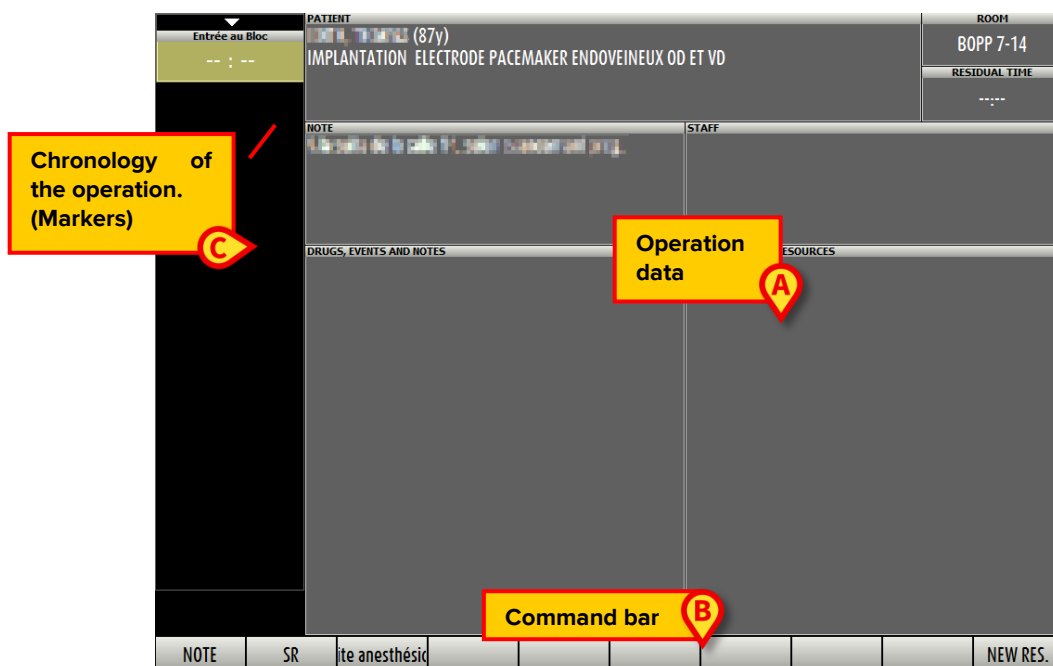 PATIENT
(87y)
IMPLANTATION ELECTRODE PACEMAKER ENDOVEINEUX OD ET VD
ROOM
BOPP 7-14
RESIDUAL TIME
--:--
Entrée au Bloc
-- : --
NOTE
STAFF
Chronology of
the operation.
(Markers)
C
DRUGS, EVENTS AND NOTES
ESOURCES
Operation
data
A
Command bar
B
NOTE
SR
ite anesthésic
NEW RES.